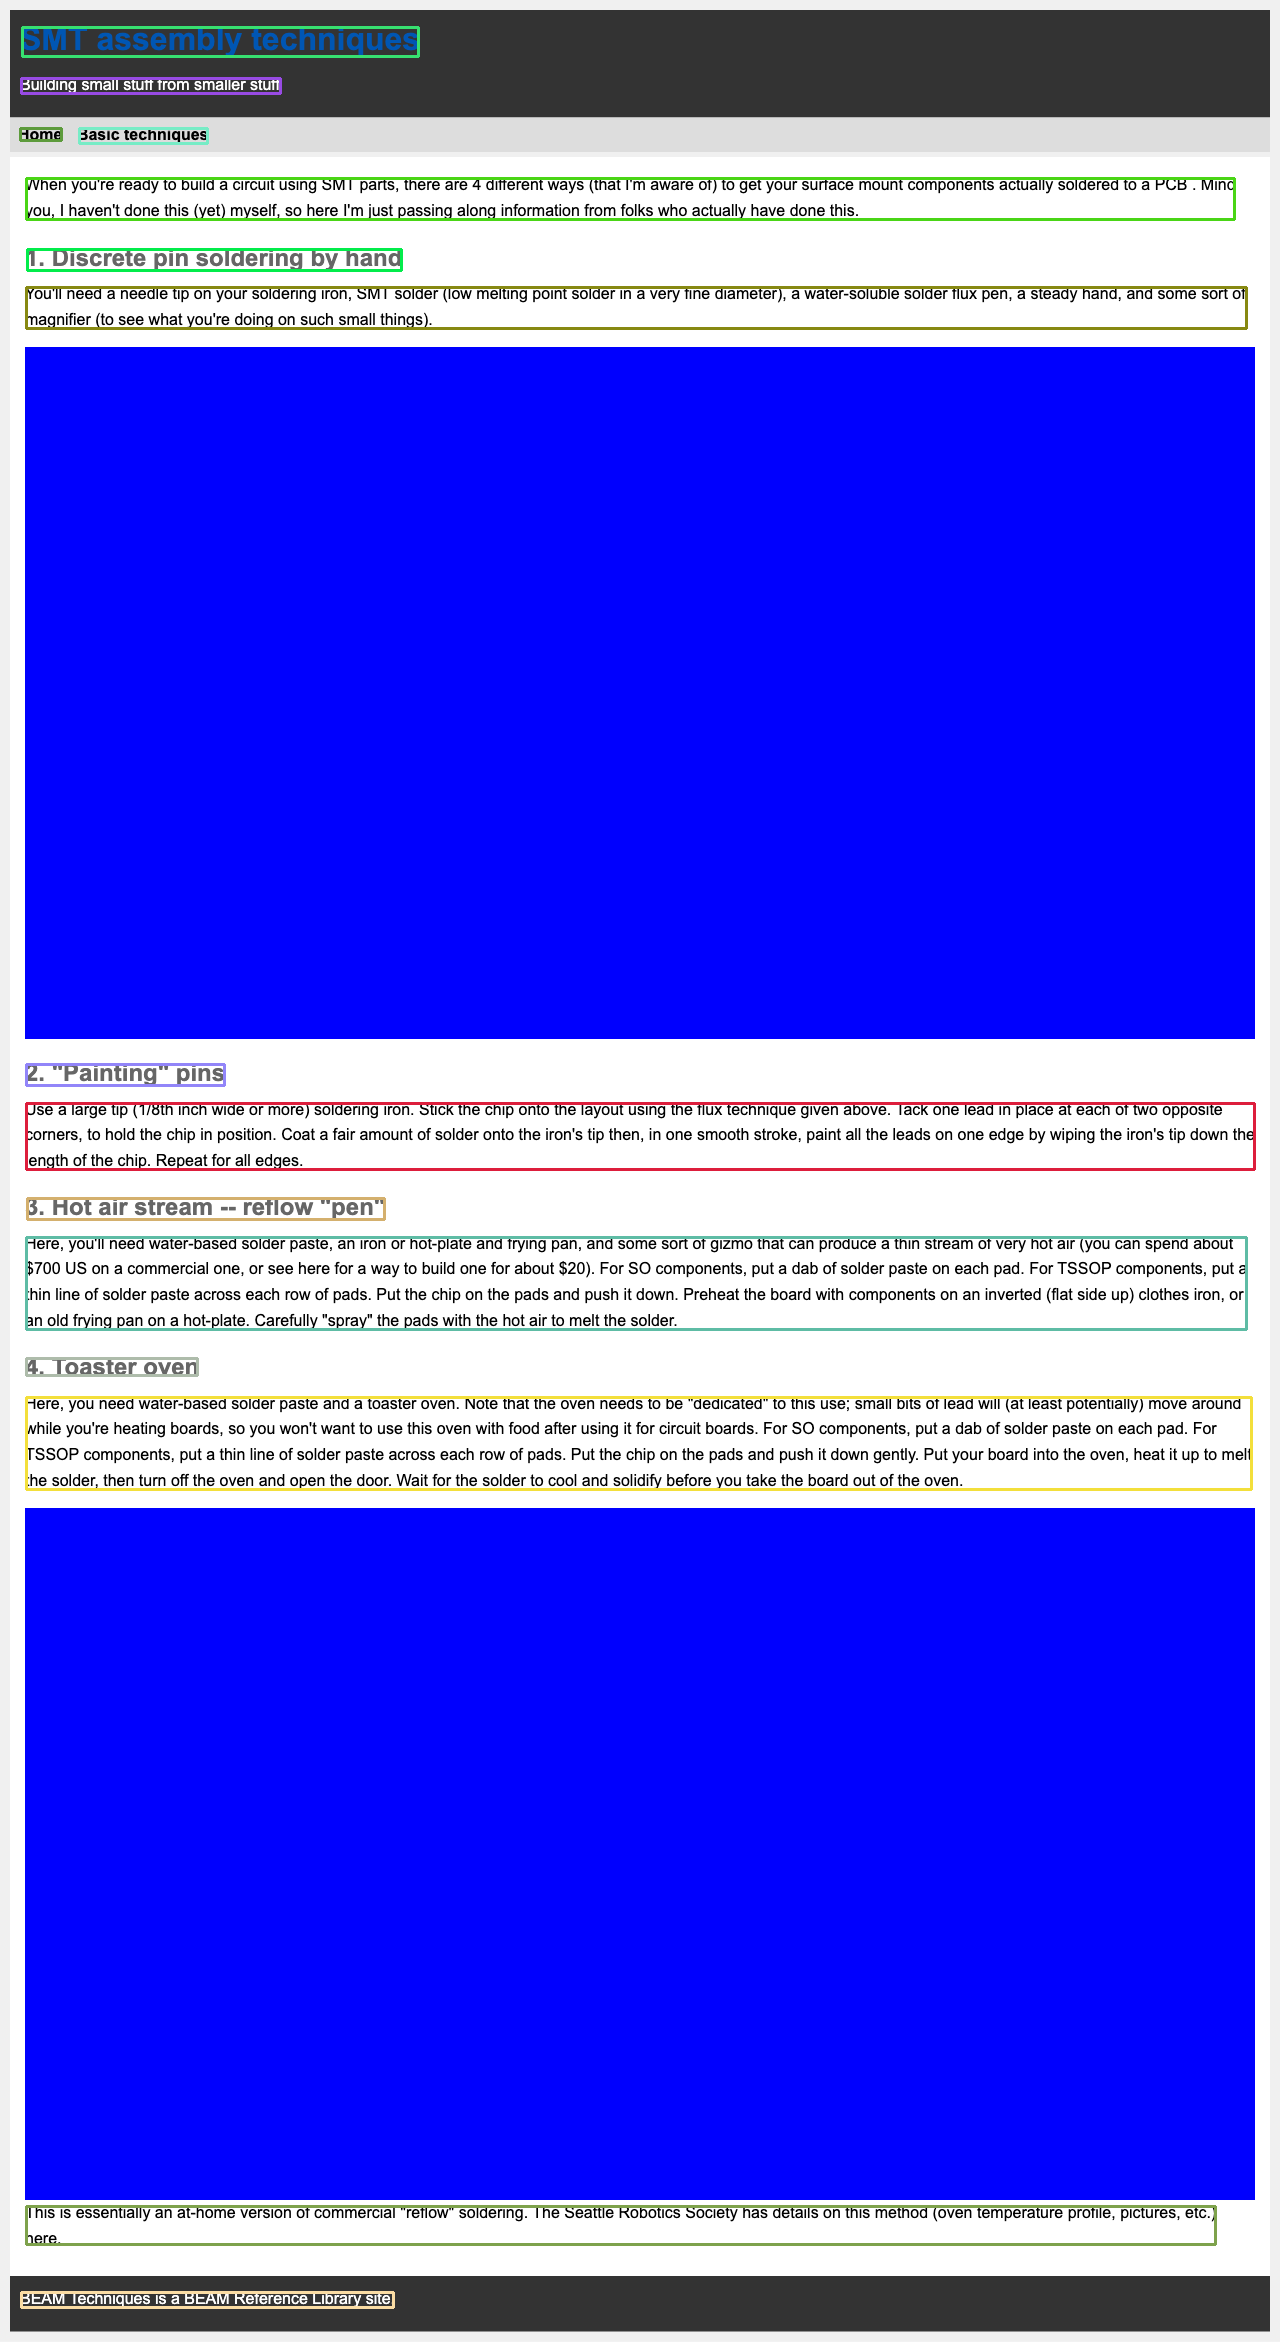 SMT assembly techniques
Building small stuff from smaller stuff
Home Basic techniques
When you're ready to build a circuit using SMT parts, there are 4 different ways (that I'm aware of) to get your surface mount components actually soldered to a PCB . Mind
you, I haven't done this (yet) myself, so here I'm just passing along information from folks who actually have done this.
1. Discrete pin soldering by hand
You'll need a needle tip on your soldering iron, SMT solder (low melting point solder in a very fine diameter), a water-soluble solder flux pen, a steady hand, and some sort of
magnifier (to see what you're doing on such small things).
2. "Painting" pins
Use a large tip (1/8th inch wide or more) soldering iron. Stick the chip onto the layout using the flux technique given above. Tack one lead in place at each of two opposite
corners, to hold the chip in position. Coat a fair amount of solder onto the iron's tip then, in one smooth stroke, paint all the leads on one edge by wiping the iron's tip down the
length of the chip. Repeat for all edges.
3. Hot air stream -- reflow "pen"
Here, you'll need water-based solder paste, an iron or hot-plate and frying pan, and some sort of gizmo that can produce a thin stream of very hot air (you can spend about
$700 US on a commercial one, or see here for a way to build one for about $20). For SO components, put a dab of solder paste on each pad. For TSSOP components, put a
thin line of solder paste across each row of pads. Put the chip on the pads and push it down. Preheat the board with components on an inverted (flat side up) clothes iron, or
an old frying pan on a hot-plate. Carefully "spray" the pads with the hot air to melt the solder.
4. Toaster oven
Here, you need water-based solder paste and a toaster oven. Note that the oven needs to be "dedicated" to this use; small bits of lead will (at least potentially) move around
while you're heating boards, so you won't want to use this oven with food after using it for circuit boards. For SO components, put a dab of solder paste on each pad. For
TSSOP components, put a thin line of solder paste across each row of pads. Put the chip on the pads and push it down gently. Put your board into the oven, heat it up to melt
the solder, then turn off the oven and open the door. Wait for the solder to cool and solidify before you take the board out of the oven.
This is essentially an at-home version of commercial "reflow" soldering. The Seattle Robotics Society has details on this method (oven temperature profile, pictures, etc.)
here.
BEAM Techniques is a BEAM Reference Library site